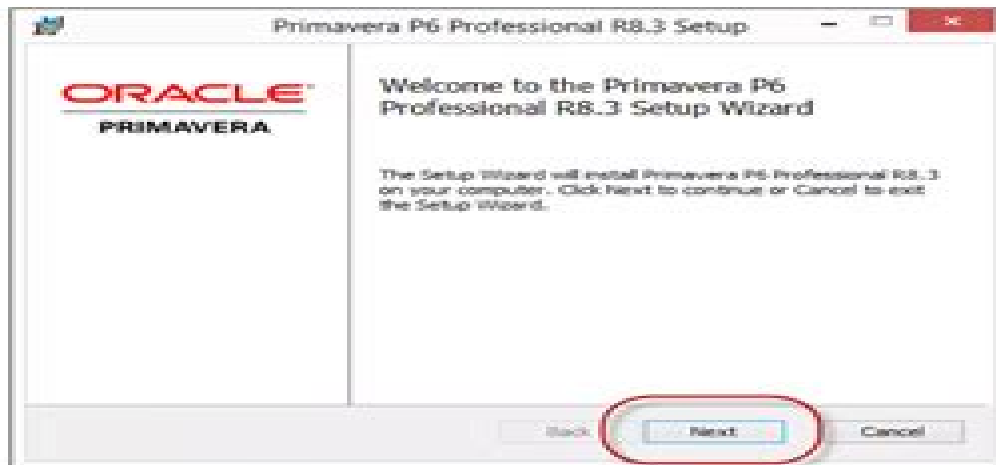 Primavera P6 Professional R8.3 Setup
ORACLE
PRIMAVERA
Welcome to the Primavera P6
Professional R8.3 Setup Wizard
The Setup Wizard will install Primavera P6 Professional R8.3
on your computer. Click Next to continue or Cancel to exit
the Setup Wizard.
Back
Next
Cancel